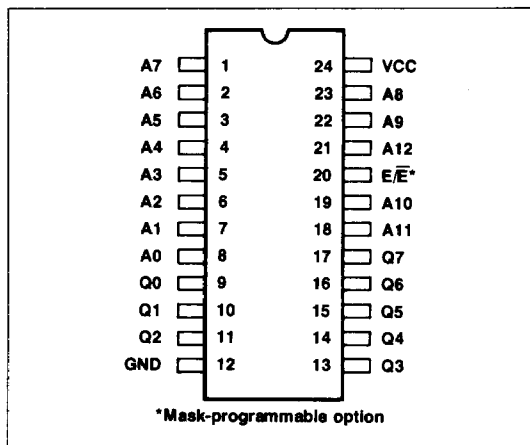 A7 1 24 VCC
A6 2 23 A8
A5 3 22 A9
A4 4 21 A12
A3 5 20 E/E̅*
A2 6 19 A10
A1 7 18 A11
A0 8 17 Q7
Q0 9 16 Q6
Q1 10 15 Q5
Q2 11 14 Q4
GND 12 13 Q3
*Mask-programmable option